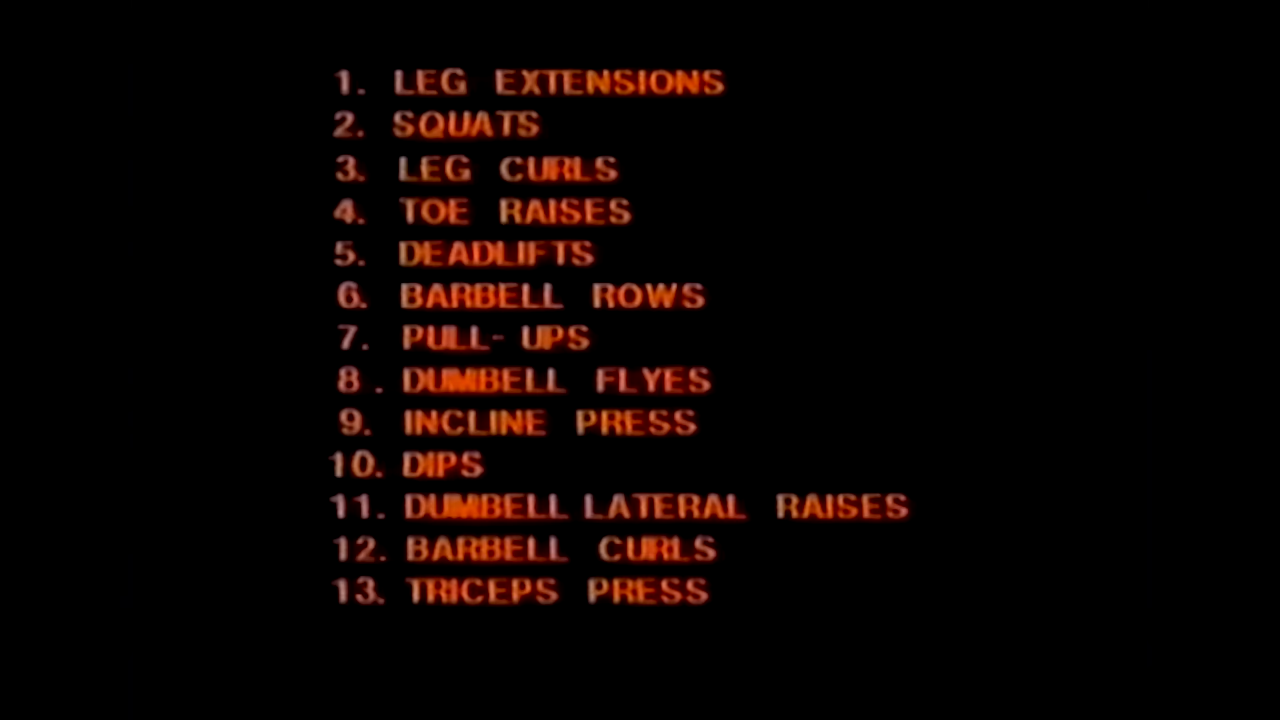 1. LEG EXTENSIONS
2. SQUATS
3. LEG CURLS
4. TOE RAISES
5. DEADLIFTS
6. BARBELL ROWS
7. PULL- UPS
8 . DUMBELL FLYES
9. INCLINE PRESS
10. DIPS
11. DUMBELL LATERAL RAISES
12. BARBELL CURLS
13. TRICEPS PRESS